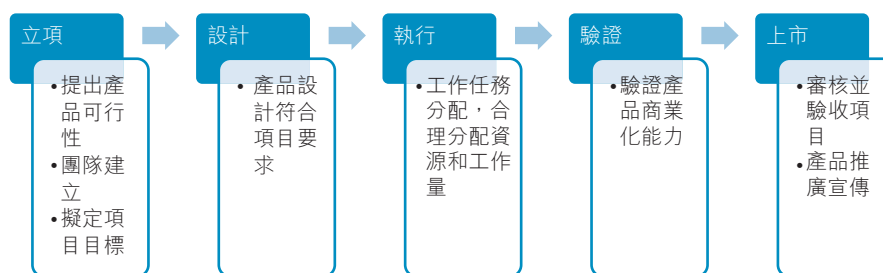 立項
•提出產
品可行
性
•團隊建
立
•擬定項
目目標
設計
• 產品設
計符合
項目要
求
執行
•工作任務
分配,合
理分配資
源和工作
量
驗證
•驗證產
品商業
化能力
上市
•審核並
驗收項
目
•產品推
廣宣傳